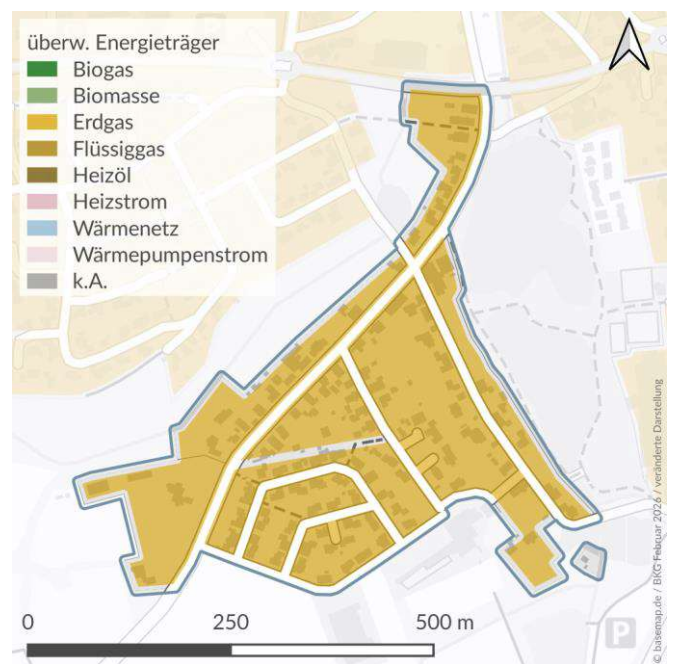 überw. Energieträger
Biogas
Biomasse
Erdgas
Flüssiggas
Heizöl
Heizstrom
Wärmenetz
Wärmepumpenstrom
k.A.
0 250 500 m
P
© basemap.de / BKG Februar 2026 / veränderte Darstellung